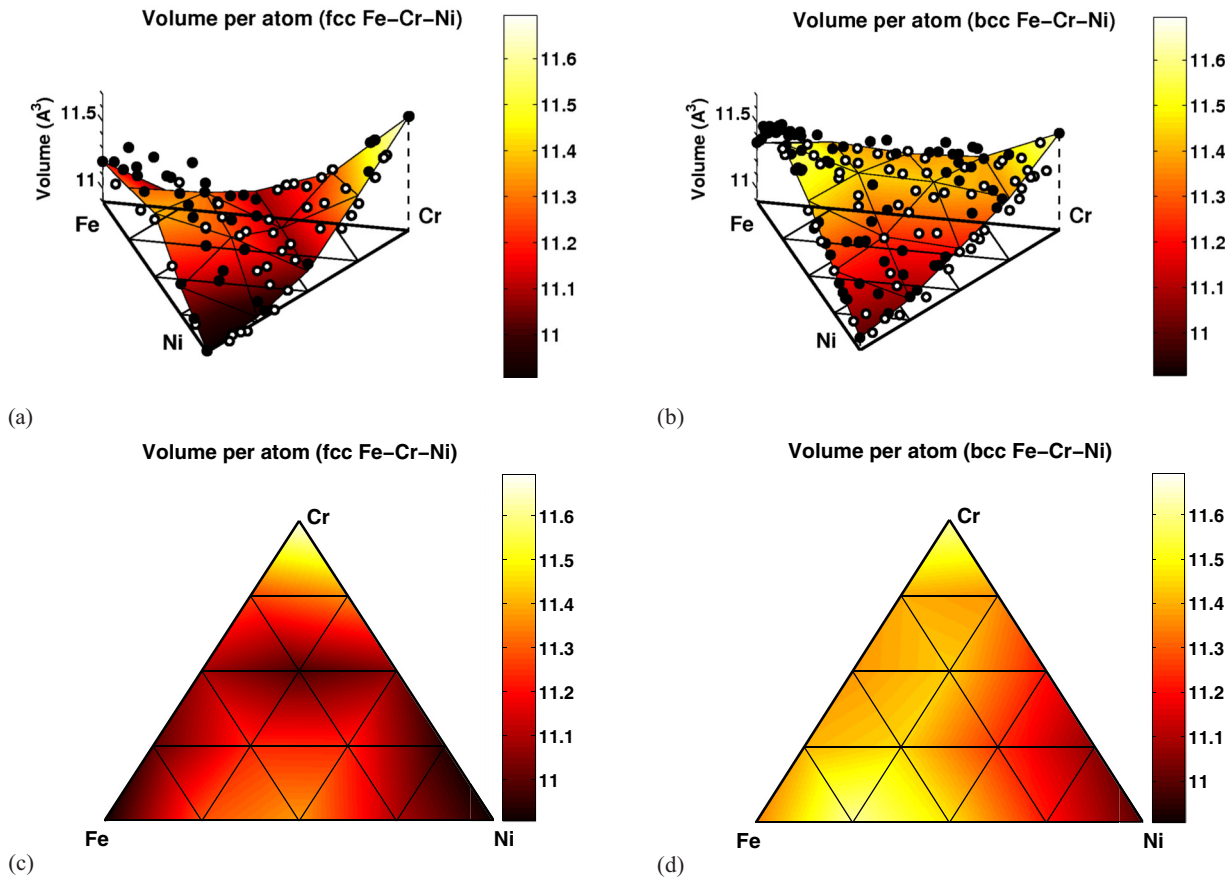 Volume per atom (fcc Fe−Cr−Ni)
11.5
11
Volume (A³)
Fe
Cr
Ni
11.6
11.5
11.4
11.3
11.2
11.1
11
(a)
Volume per atom (bcc Fe−Cr−Ni)
11.5
11
Volume (A³)
Fe
Cr
Ni
11.6
11.5
11.4
11.3
11.2
11.1
11
(b)
Volume per atom (fcc Fe−Cr−Ni)
Cr
Fe
Ni
11.6
11.5
11.4
11.3
11.2
11.1
11
(c)
Volume per atom (bcc Fe−Cr−Ni)
Cr
Fe
Ni
11.6
11.5
11.4
11.3
11.2
11.1
11
(d)